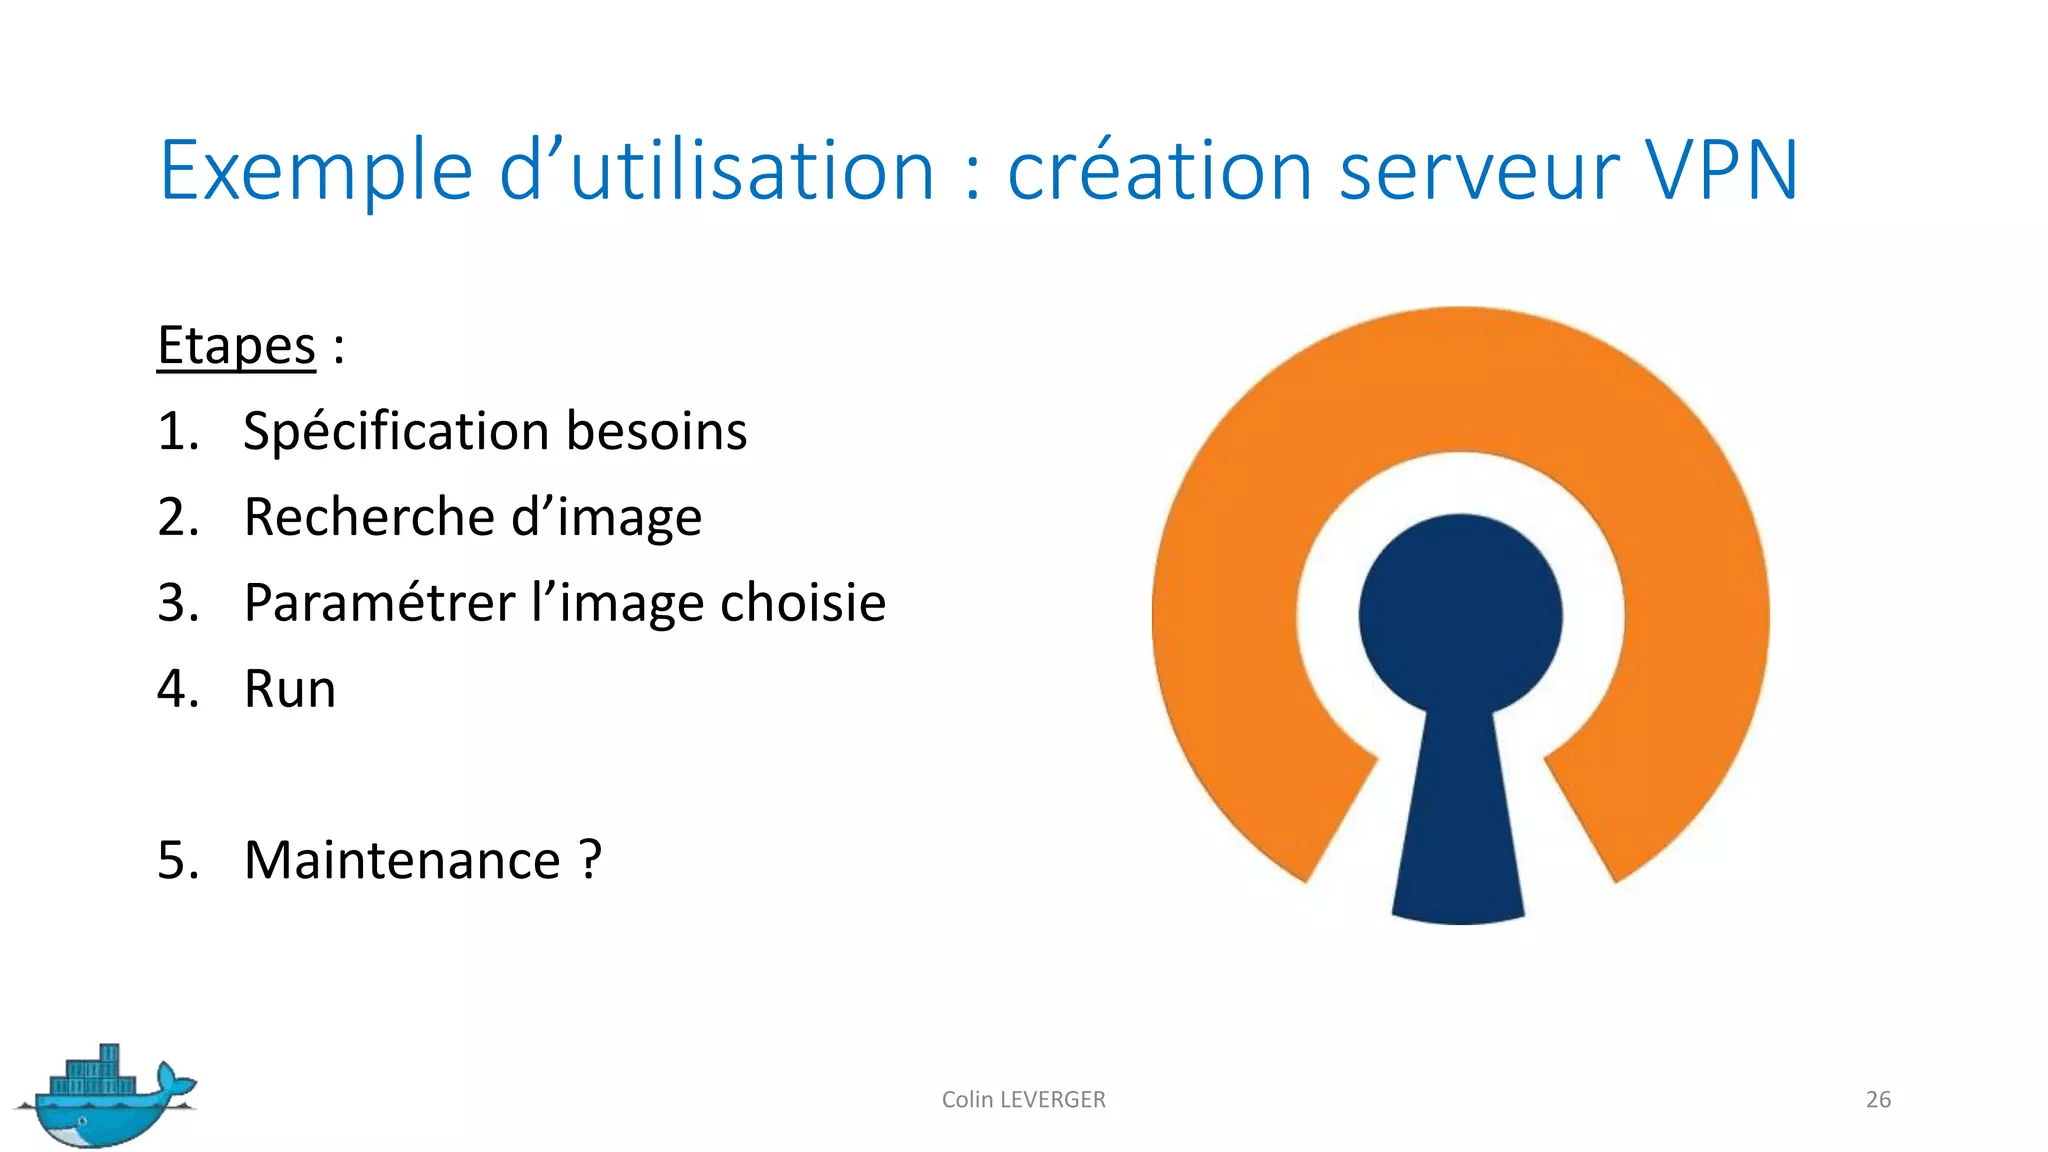 Exemple d’utilisation : création serveur VPN
Etapes :
1. Spécification besoins
2. Recherche d’image
3. Paramétrer l’image choisie
4. Run
5. Maintenance ?
Colin LEVERGER
26